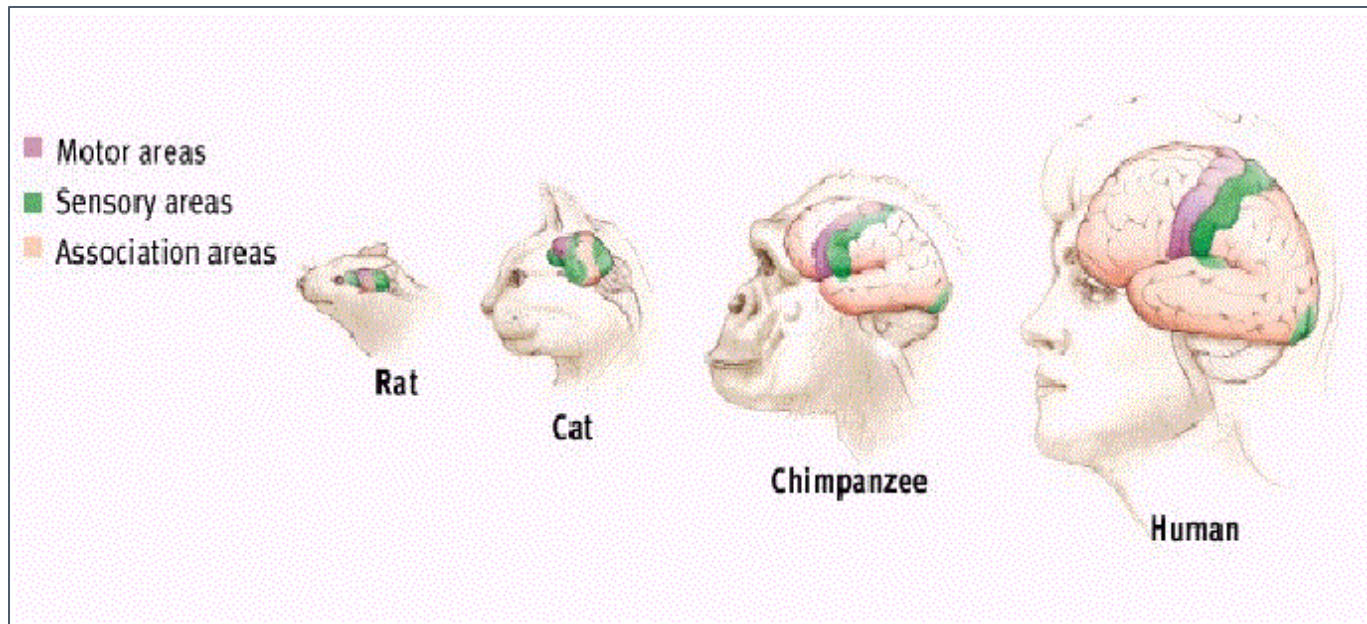 Motor areas
Sensory areas
Association areas
Rat
Cat
Chimpanzee
Human